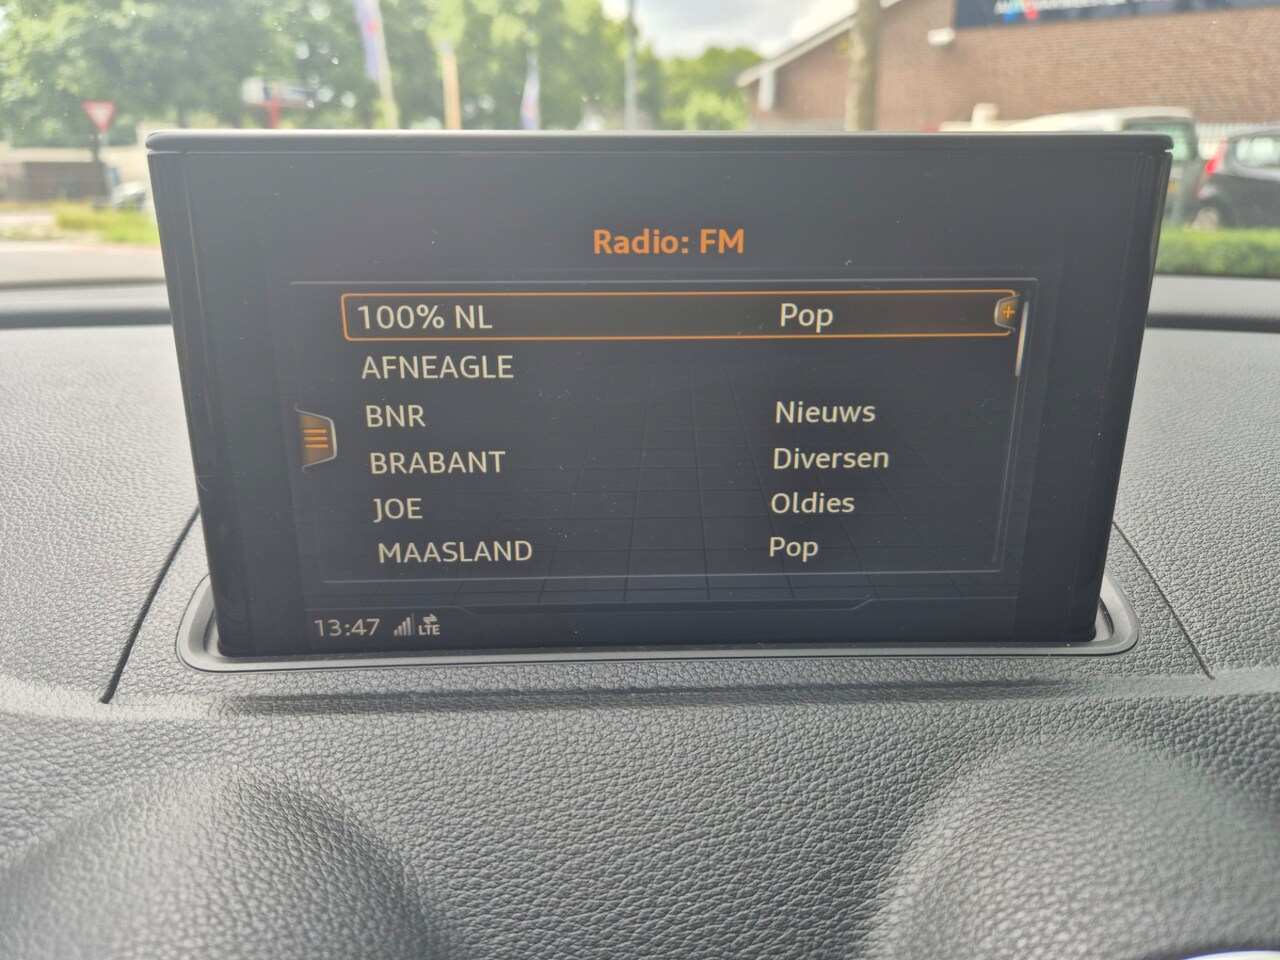 Radio: FM
100% NL Pop
AFNEAGLE
BNR Nieuws
BRABANT Diversen
JOE Oldies
MAASLAND Pop
13:47 LTE